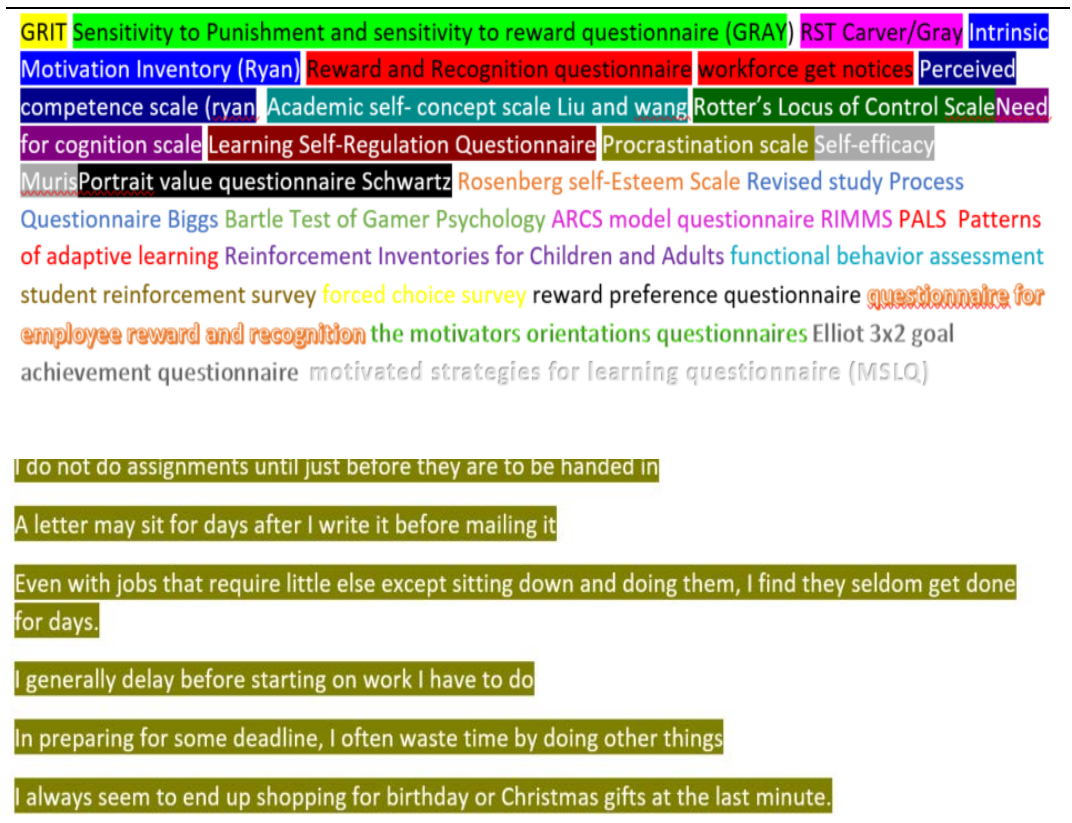 GRIT Sensitivity to Punishment and sensitivity to reward questionnaire (GRAY) RST Carver/Gray Intrinsic
Motivation Inventory (Ryan) Reward and Recognition questionnaire workforce get notices Perceived
competence scale (ryan Academic self- concept scale Liu and wang Rotter's Locus of Control ScaleNeed
for cognition scale Learning Self-Regulation Questionnaire Procrastination scale Self-efficacy
MurisPortrait value questionnaire Schwartz Rosenberg self-Esteem Scale Revised study Process
Questionnaire Biggs Bartle Test of Gamer Psychology ARCS model questionnaire RIMMS PALS Patterns
of adaptive learning Reinforcement Inventories for Children and Adults functional behavior assessment
student reinforcement survey forced choice survey reward preference questionnaire questionnaire for
employee reward and recognition the motivators orientations questionnaires Elliot 3x2 goal
achievement questionnaire motivated strategies for learning questionnaire (MSLQ)
I do not do assignments until just before they are to be handed in
A letter may sit for days after I write it before mailing it
Even with jobs that require little else except sitting down and doing them, I find they seldom get done
for days.
I generally delay before starting on work I have to do
In preparing for some deadline, I often waste time by doing other things
I always seem to end up shopping for birthday or Christmas gifts at the last minute.